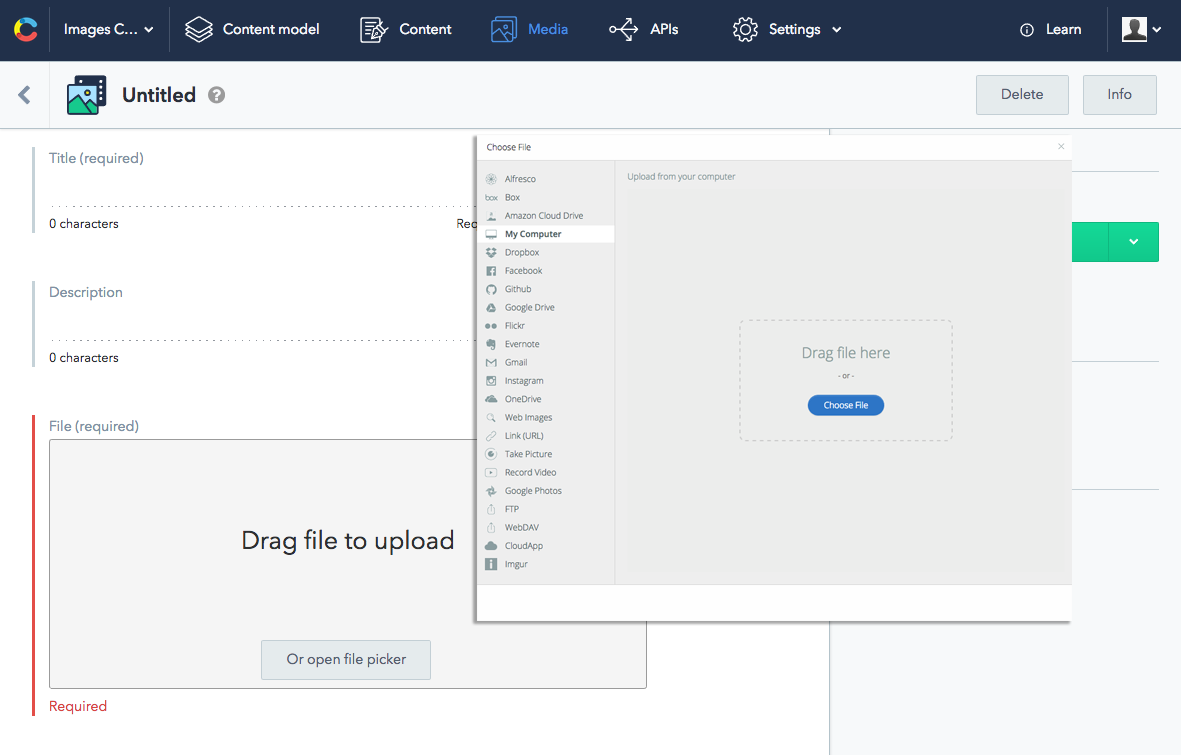 Images C... Content model Content Media APIs Settings Learn
Untitled ? Delete Info
Title (required)
0 characters
Description
0 characters
File (required)
Drag file to upload
Or open file picker
Required
Choose File ×
Alfresco
box Box
Amazon Cloud Drive
My Computer
Dropbox
Facebook
Github
Google Drive
Flickr
Evernote
Gmail
Instagram
OneDrive
Web Images
Link (URL)
Take Picture
Record Video
Google Photos
FTP
WebDAV
CloudApp
Imgur
Upload from your computer
Drag file here
- or -
Choose File